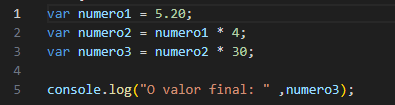 1 var numero1 = 5.20;
2 var numero2 = numero1 * 4;
3 var numero3 = numero2 * 30;
4
5 console.log("O valor final: " ,numero3);